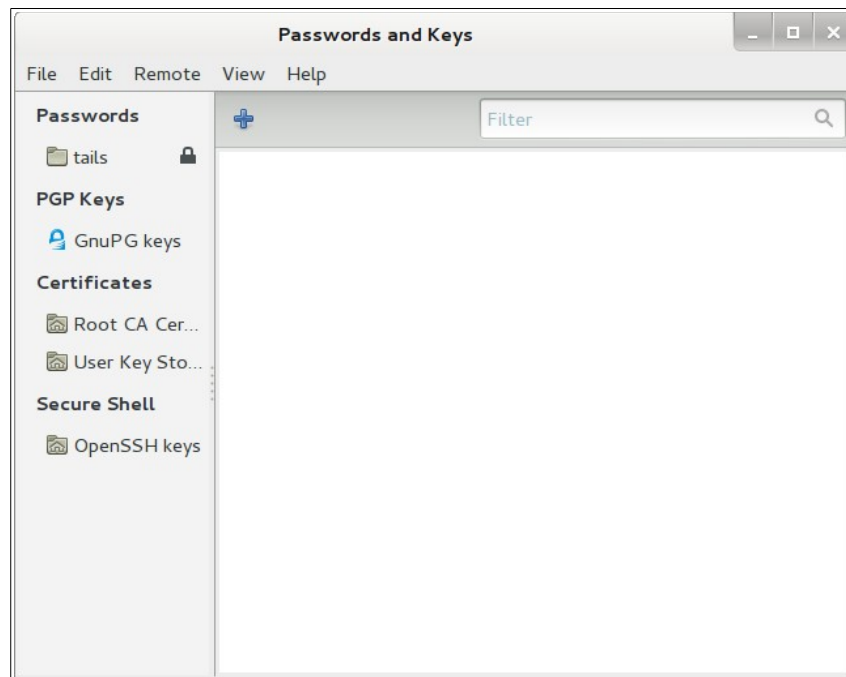 Passwords and Keys
File Edit Remote View Help
Passwords
tails
PGP Keys
GnuPG keys
Certificates
Root CA Cer...
User Key Sto...
Secure Shell
OpenSSH keys
Filter